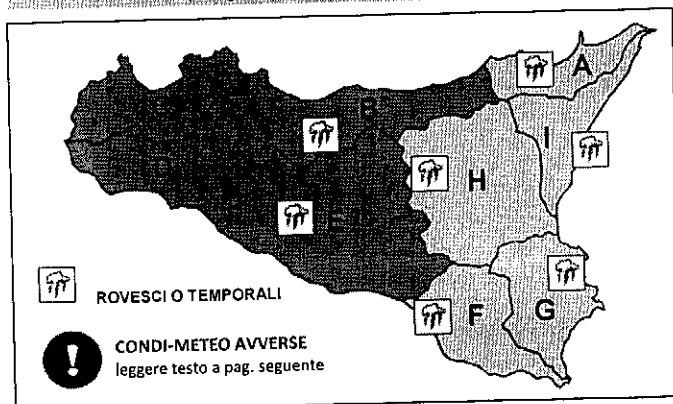 A
B
I
H
E
G
F
ROVESCI O TEMPORALI
!
CONDI-METEO AVVERSE
leggere testo a pag. seguente